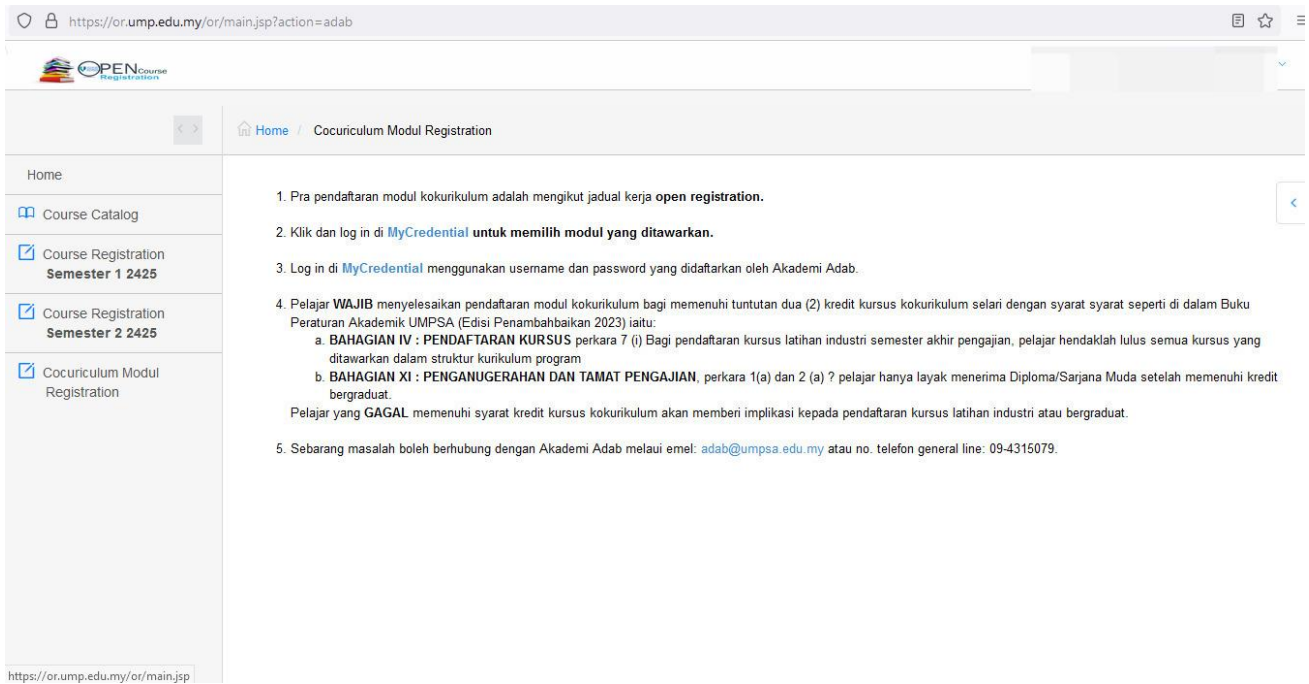 https://or.ump.edu.my/or/main.jsp?action=adab
OPEN Course
Registration
Home / Cocuriculum Modul Registration
Home
Course Catalog
Course Registration
Semester 1 2425
Course Registration
Semester 2 2425
Cocuriculum Modul
Registration
1. Pra pendaftaran modul kokurikulum adalah mengikut jadual kerja open registration.
2. Klik dan log in di MyCredential untuk memilih modul yang ditawarkan.
3. Log in di MyCredential menggunakan username dan password yang didaftarkan oleh Akademi Adab.
4. Pelajar WAJIB menyelesaikan pendaftaran modul kokurikulum bagi memenuhi tuntutan dua (2) kredit kursus kokurikulum selari dengan syarat syarat seperti di dalam Buku
Peraturan Akademik UMPSA (Edisi Penambahbaikan 2023) iaitu:
a. BAHAGIAN IV : PENDAFTARAN KURSUS perkara 7 (i) Bagi pendaftaran kursus latihan industri semester akhir pengajian, pelajar hendaklah lulus semua kursus yang
ditawarkan dalam struktur kurikulum program
b. BAHAGIAN XI : PENGANUGERAHAN DAN TAMAT PENGAJIAN, perkara 1(a) dan 2 (a) ? pelajar hanya layak menerima Diploma/Sarjana Muda setelah memenuhi kredit
bergraduat.
Pelajar yang GAGAL memenuhi syarat kredit kursus kokurikulum akan memberi implikasi kepada pendaftaran kursus latihan industri atau bergraduat.
5. Sebarang masalah boleh berhubung dengan Akademi Adab melaui emel: adab@umpsa.edu.my atau no. telefon general line: 09-4315079.
https://or.ump.edu.my/or/main.jsp